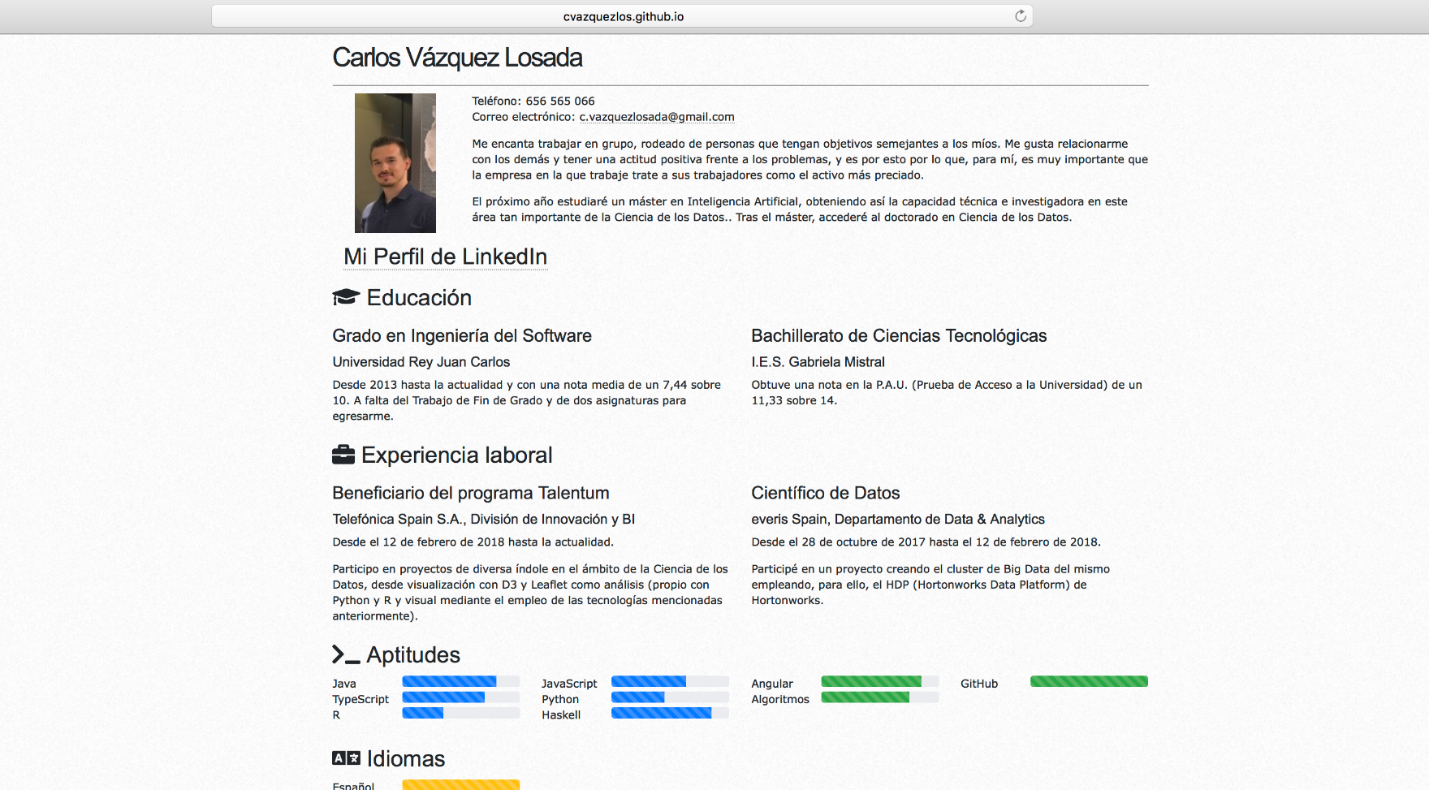 cvazquezlos.github.io
Carlos Vázquez Losada
Teléfono: 656 565 066
Correo electrónico: c.vazquezlosada@gmail.com
Me encanta trabajar en grupo, rodeado de personas que tengan objetivos semejantes a los míos. Me gusta relacionarme
con los demás y tener una actitud positiva frente a los problemas, y es por esto por lo que, para mí, es muy importante que
la empresa en la que trabaje trate a sus trabajadores como el activo más preciado.
El próximo año estudiaré un máster en Inteligencia Artificial, obteniendo así la capacidad técnica e investigadora en este
área tan importante de la Ciencia de los Datos.. Tras el máster, accederé al doctorado en Ciencia de los Datos.
Mi Perfil de LinkedIn
Educación
Grado en Ingeniería del Software
Universidad Rey Juan Carlos
Desde 2013 hasta la actualidad y con una nota media de un 7,44 sobre
10. A falta del Trabajo de Fin de Grado y de dos asignaturas para
egresarme.
Bachillerato de Ciencias Tecnológicas
I.E.S. Gabriela Mistral
Obtuve una nota en la P.A.U. (Prueba de Acceso a la Universidad) de un
11,33 sobre 14.
Experiencia laboral
Beneficiario del programa Talentum
Telefónica Spain S.A., División de Innovación y BI
Desde el 12 de febrero de 2018 hasta la actualidad.
Participo en proyectos de diversa índole en el ámbito de la Ciencia de los
Datos, desde visualización con D3 y Leaflet como análisis (propio con
Python y R y visual mediante el empleo de las tecnologías mencionadas
anteriormente).
Científico de Datos
everis Spain, Departamento de Data & Analytics
Desde el 28 de octubre de 2017 hasta el 12 de febrero de 2018.
Participé en un proyecto creando el cluster de Big Data del mismo
empleando, para ello, el HDP (Hortonworks Data Platform) de
Hortonworks.
Aptitudes
Java
TypeScript
R
JavaScript
Python
Haskell
Angular
Algoritmos
GitHub
Idiomas
Español